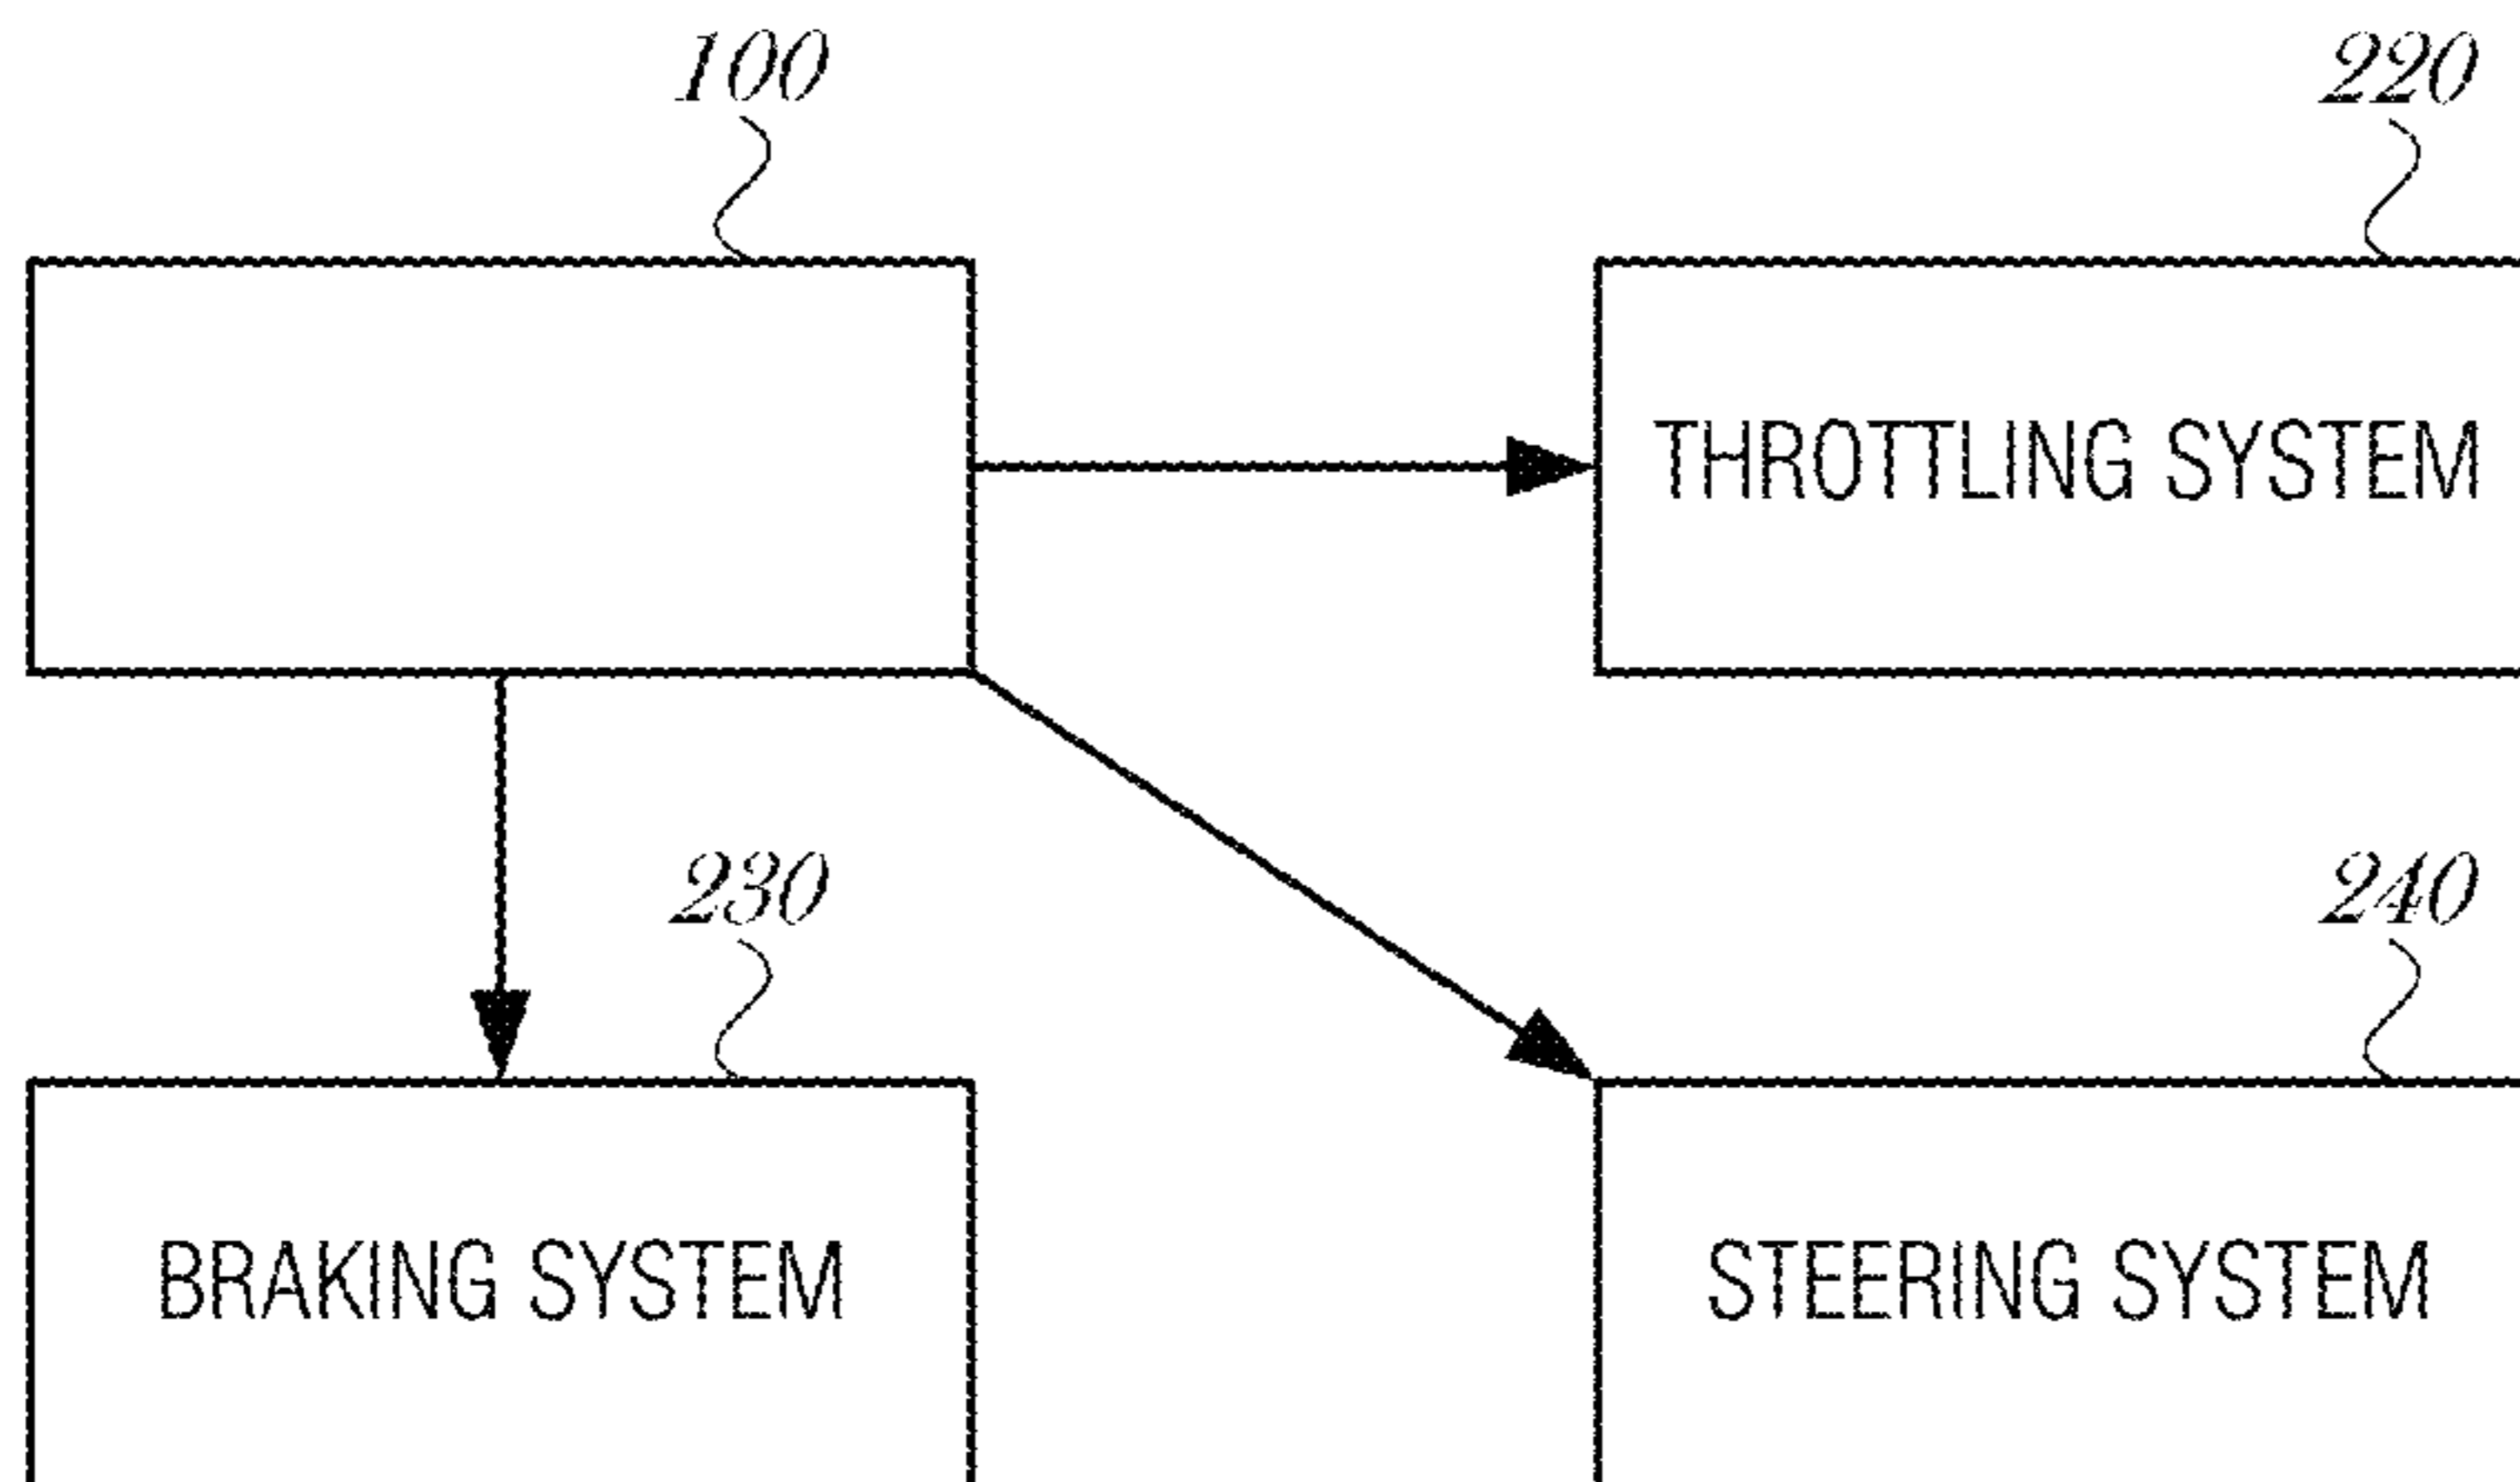 100
220
THROTTLING SYSTEM
230
240
BRAKING SYSTEM
STEERING SYSTEM